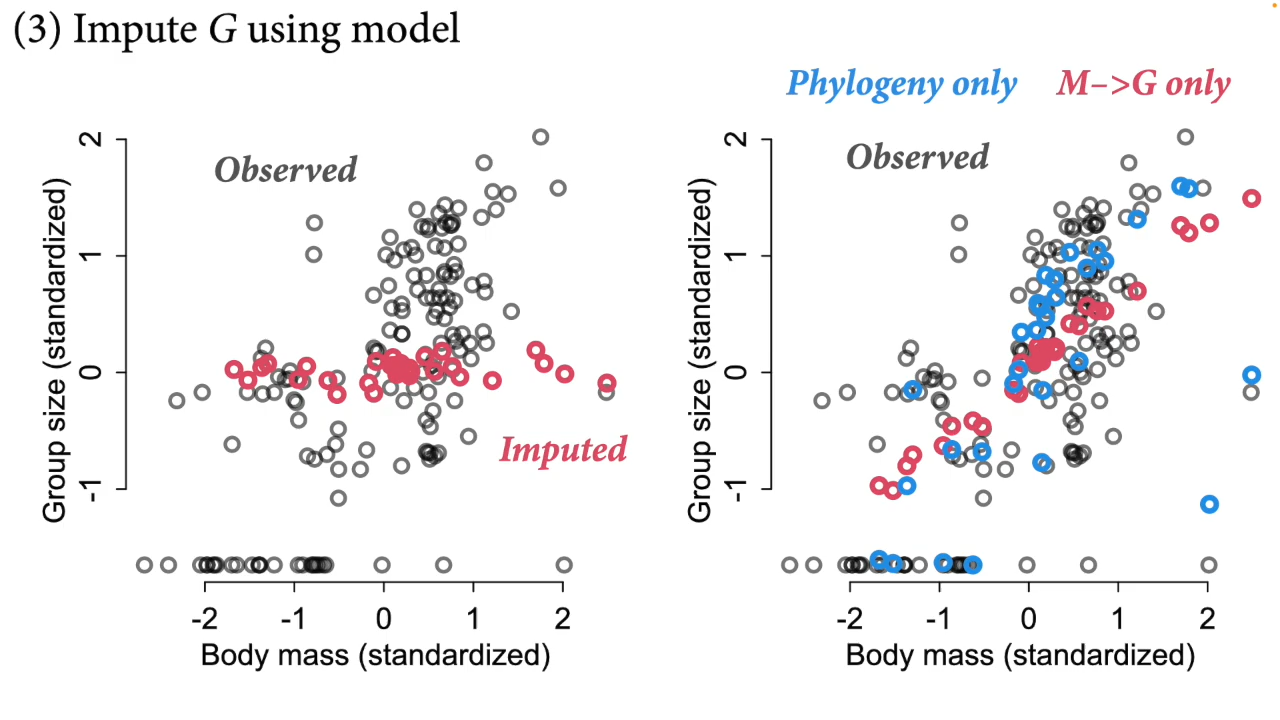 (3) Impute G using model
Phylogeny only M–>G only
Observed
Imputed
Group size (standardized)
2
1
0
-1
-2 -1 0 1 2
Body mass (standardized)
Observed
Group size (standardized)
2
1
0
-1
-2 -1 0 1 2
Body mass (standardized)